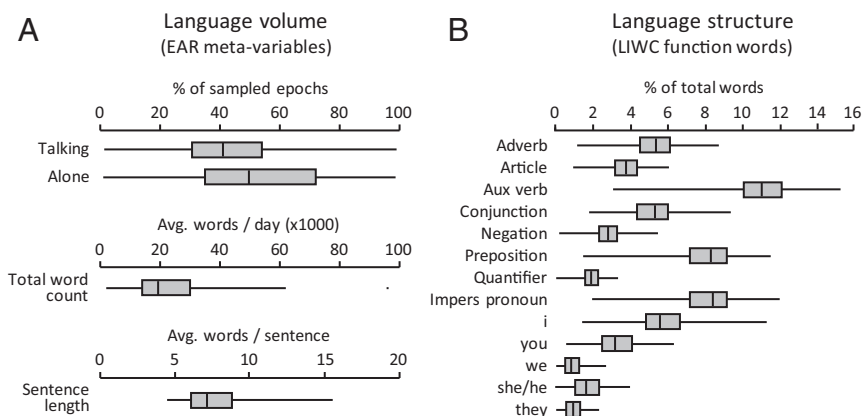 A
Language volume
(EAR meta-variables)
% of sampled epochs
0 20 40 60 80 100
Talking
Alone
Avg. words / day (x1000)
0 20 40 60 80 100
Total word
count
Avg. words / sentence
0 5 10 15 20
Sentence
length
B
Language structure
(LIWC function words)
% of total words
0 2 4 6 8 10 12 15 16
Adverb
Article
Aux verb
Conjunction
Negation
Preposition
Quantifier
Impers pronoun
i
you
we
she/he
they